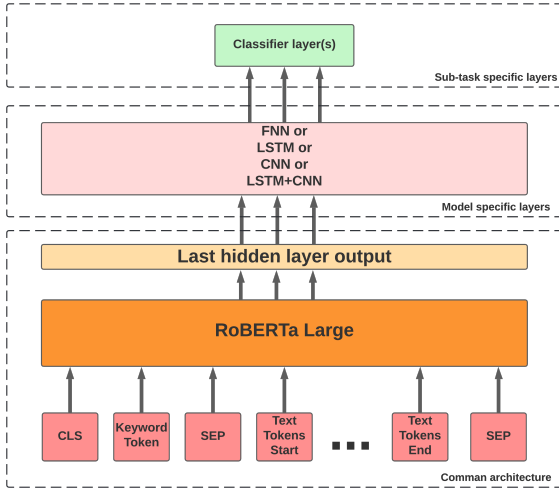 Classifier layer(s)
Sub-task specific layers
FNN or
LSTM or
CNN or
LSTM+CNN
Model specific layers
Last hidden layer output
RoBERTa Large
CLS
Keyword
Token
SEP
Text
Tokens
Start
...
Text
Tokens
End
SEP
Comman architecture